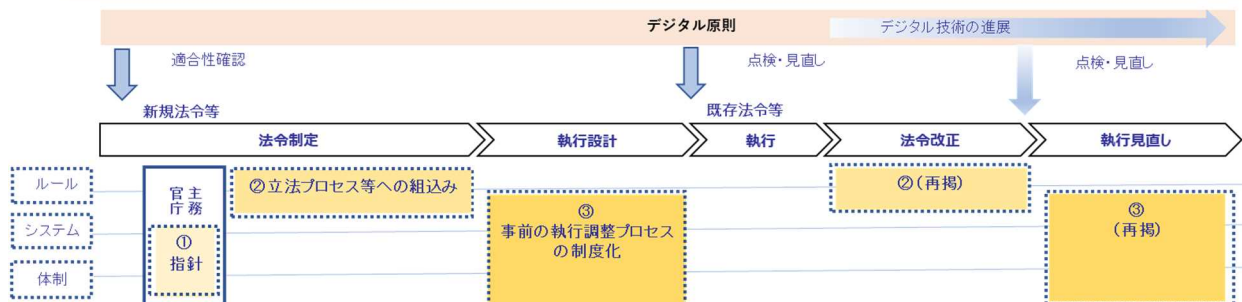 デジタル原則
デジタル技術の進展
適合性確認
点検・見直し
点検・見直し
新規法令等
既存法令等
法令制定
執行設計
執行
法令改正
執行見直し
ルール
システム
体制
主務
官庁
①
指針
②立法プロセス等への組込み
③
事前の執行調整プロセス
の制度化
②(再掲)
③
(再掲)